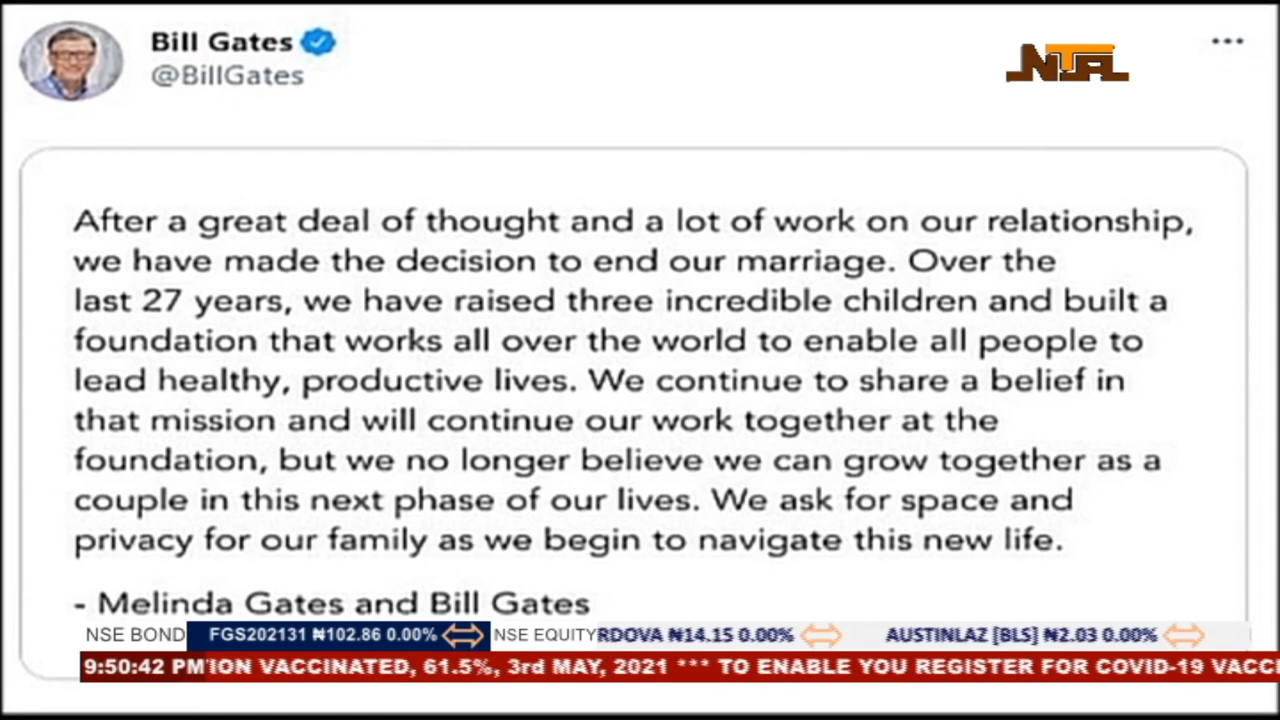 Bill Gates
@BillGates
NTA
After a great deal of thought and a lot of work on our relationship,
we have made the decision to end our marriage. Over the
last 27 years, we have raised three incredible children and built a
foundation that works all over the world to enable all people to
lead healthy, productive lives. We continue to share a belief in
that mission and will continue our work together at the
foundation, but we no longer believe we can grow together as a
couple in this next phase of our lives. We ask for space and
privacy for our family as we begin to navigate this new life.
- Melinda Gates and Bill Gates
NSE BOND FGS202131 ₦102.86 0.00% NSE EQUITY RDOVA ₦14.15 0.00% AUSTINLAZ [BLS] ₦2.03 0.00%
9:50:42 PM TION VACCINATED, 61.5%, 3rd MAY, 2021 *** TO ENABLE YOU REGISTER FOR COVID-19 VACCI